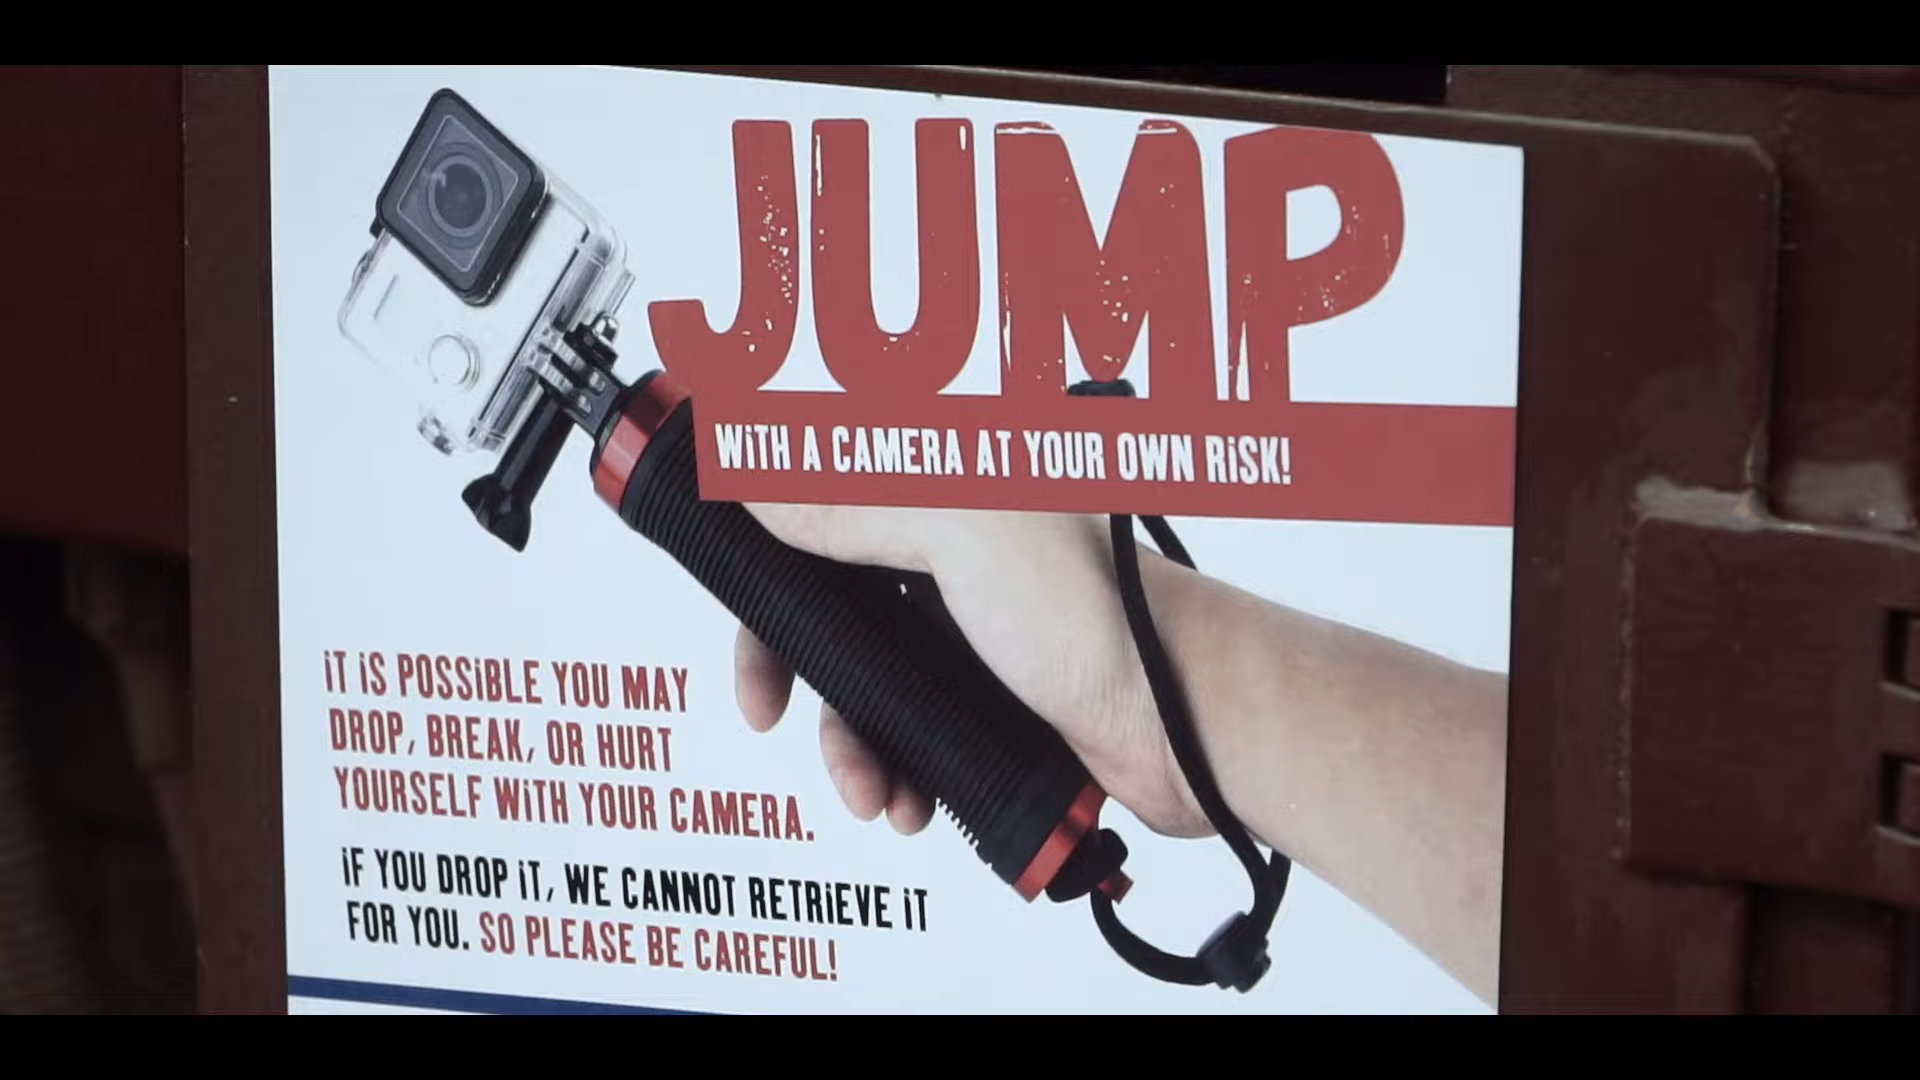 JUMP
WiTH A CAMERA AT YOUR OWN RiSK!
iT iS POSSiBLE YOU MAY
DROP, BREAK, OR HURT
YOURSELF WiTH YOUR CAMERA.
iF YOU DROP iT, WE CANNOT RETRiEVE iT
FOR YOU. SO PLEASE BE CAREFUL!